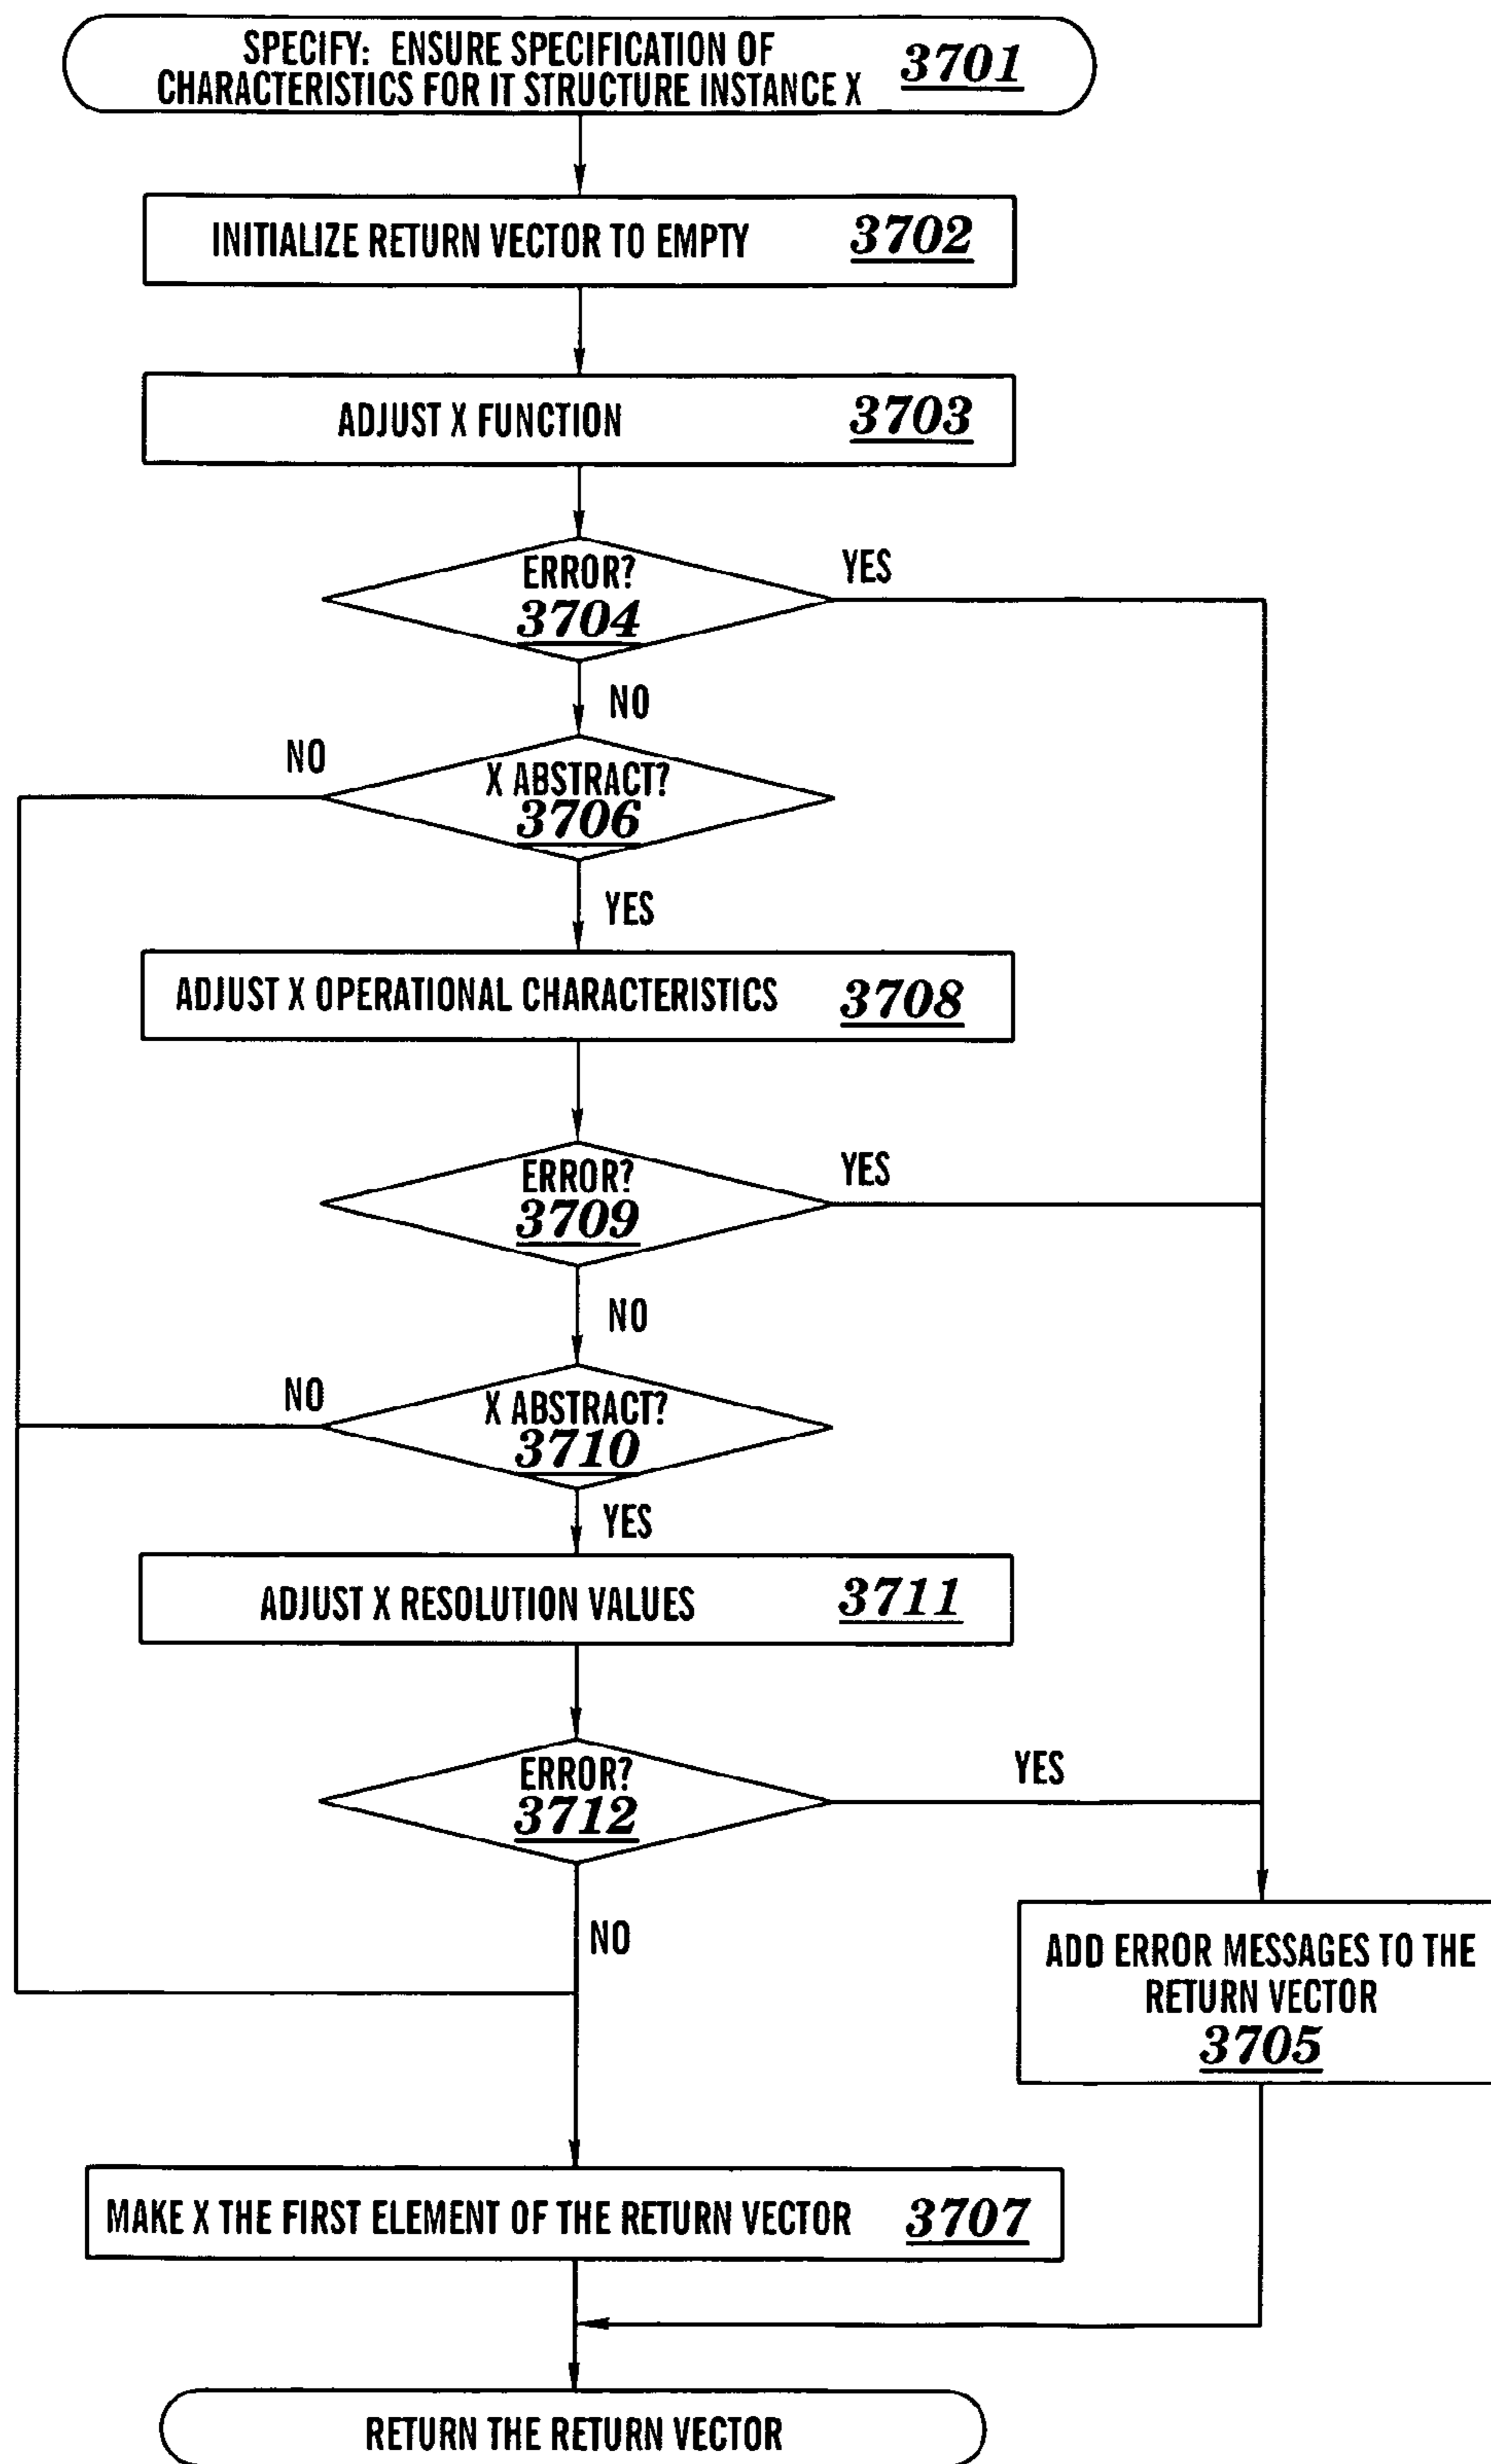 SPECIFY: ENSURE SPECIFICATION OF
CHARACTERISTICS FOR IT STRUCTURE INSTANCE X 3701
INITIALIZE RETURN VECTOR TO EMPTY 3702
ADJUST X FUNCTION 3703
ERROR?
3704
YES
NO
NO
X ABSTRACT?
3706
YES
ADJUST X OPERATIONAL CHARACTERISTICS 3708
ERROR?
3709
YES
NO
NO
X ABSTRACT?
3710
YES
ADJUST X RESOLUTION VALUES 3711
ERROR?
3712
YES
NO
ADD ERROR MESSAGES TO THE
RETURN VECTOR
3705
MAKE X THE FIRST ELEMENT OF THE RETURN VECTOR 3707
RETURN THE RETURN VECTOR